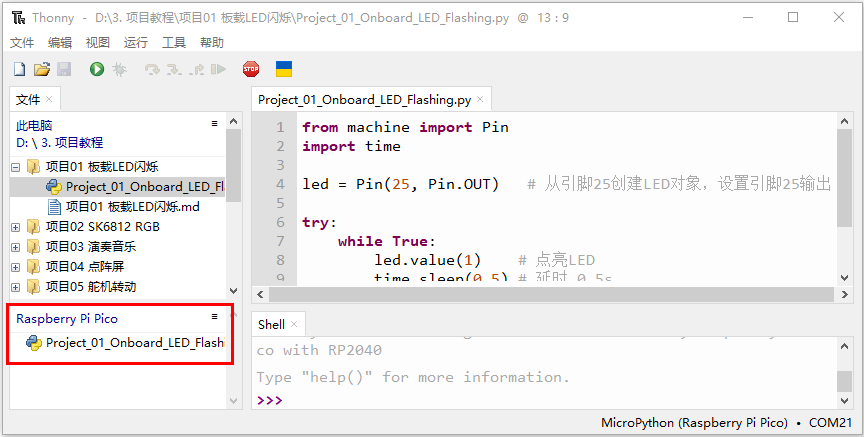 Thonny - D:\3. 项目教程\项目01 板载LED闪烁\Project_01_Onboard_LED_Flashing.py @ 13 : 9
文件 编辑 视图 运行 工具 帮助
STOP
文件
此电脑
D: \ 3. 项目教程
项目01 板载LED闪烁
Project_01_Onboard_LED_Fla
项目01 板载LED闪烁.md
项目02 SK6812 RGB
项目03 演奏音乐
项目04 点阵屏
项目05 舵机转动
Raspberry Pi Pico
Project_01_Onboard_LED_Flashi
Project_01_Onboard_LED_Flashing.py
1 from machine import Pin
2 import time
3
4 led = Pin(25, Pin.OUT) # 从引脚25创建LED对象，设置引脚25输出
5
6 try:
7 while True:
8 led.value(1) # 点亮LED
9 time.sleep(0.5) # 延时 0.5s
Shell
co with RP2040
Type "help()" for more information.
>>>
MicroPython (Raspberry Pi Pico) • COM21